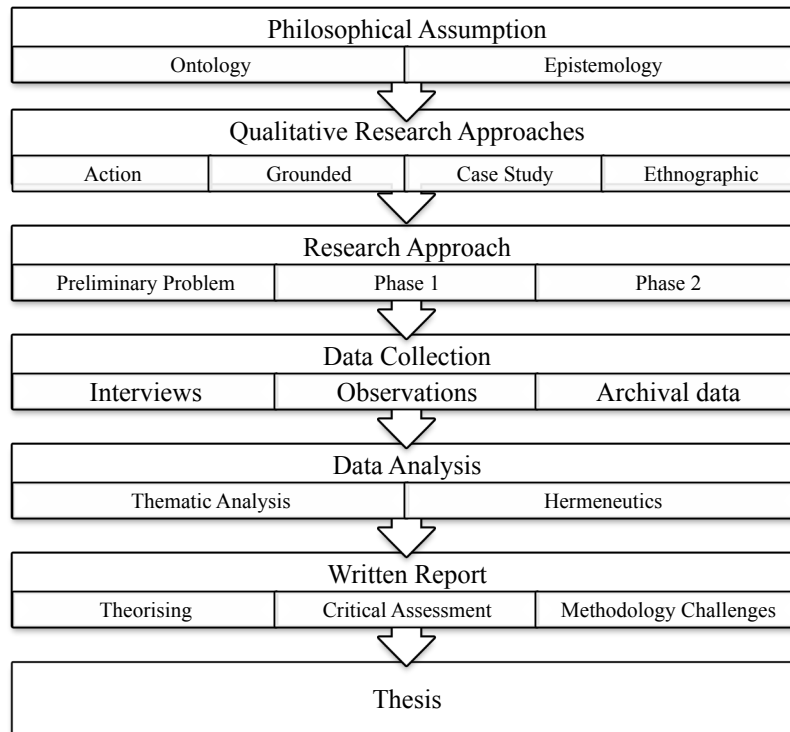 Philosophical Assumption
Ontology Epistemology
Qualitative Research Approaches
Action Grounded Case Study Ethnographic
Research Approach
Preliminary Problem Phase 1 Phase 2
Data Collection
Interviews Observations Archival data
Data Analysis
Thematic Analysis Hermeneutics
Written Report
Theorising Critical Assessment Methodology Challenges
Thesis